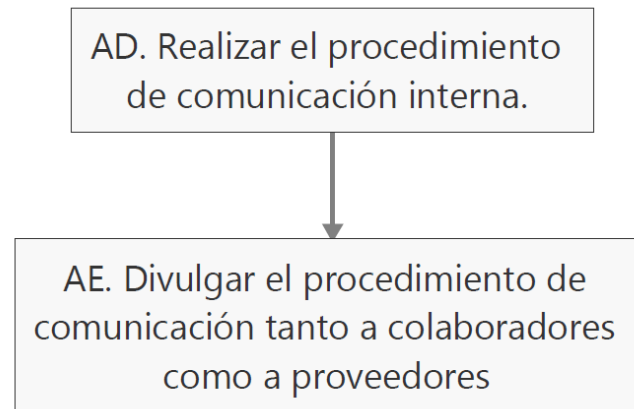 AD. Realizar el procedimiento
de comunicación interna.
AE. Divulgar el procedimiento de
comunicación tanto a colaboradores
como a proveedores